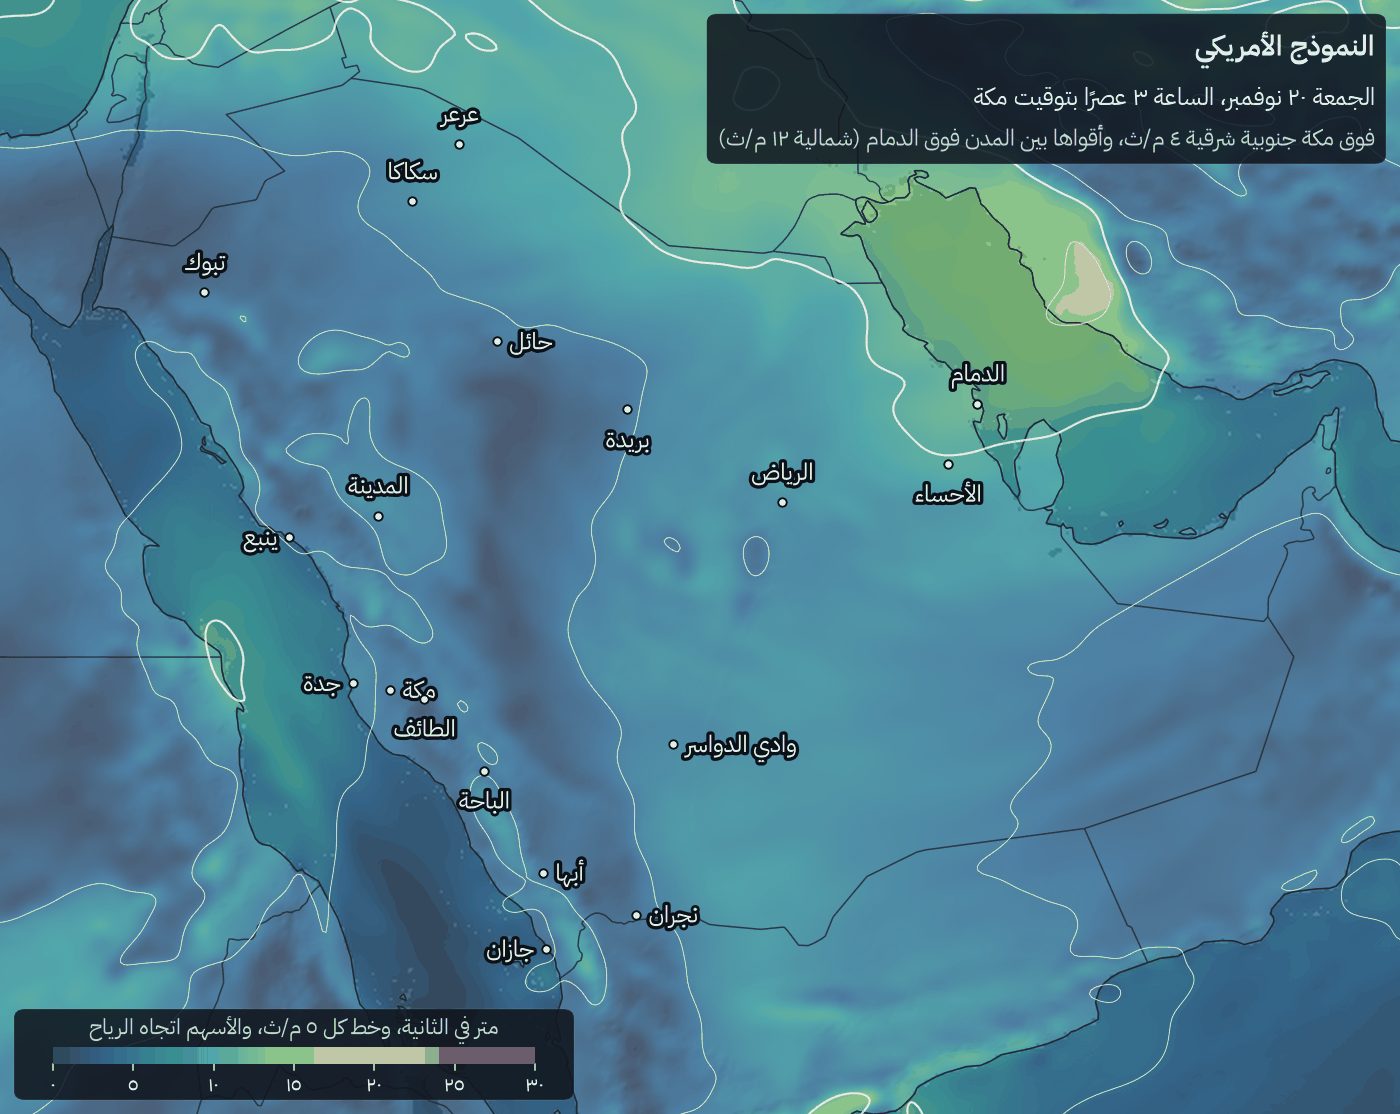 النموذج الأمريكي
الجمعة ٢٠ نوفمبر، الساعة ٣ عصرًا بتوقيت مكة
فوق مكة جنوبية شرقية ٤ م/ث، وأقواها بين المدن فوق الدمام (شمالية ١٢ م/ث)
عرعر
سكاكا
تبوك
حائل
الدمام
بريدة
الرياض
المدينة
الأحساء
ينبع
جدة
مكة
الطائف
وادي الدواسر
الباحة
أبها
نجران
جازان
متر في الثانية، وخط كل ٥ م/ث، والأسهم اتجاه الرياح
٠ ٥ ١٠ ١٥ ٢٠ ٢٥ ٣٠